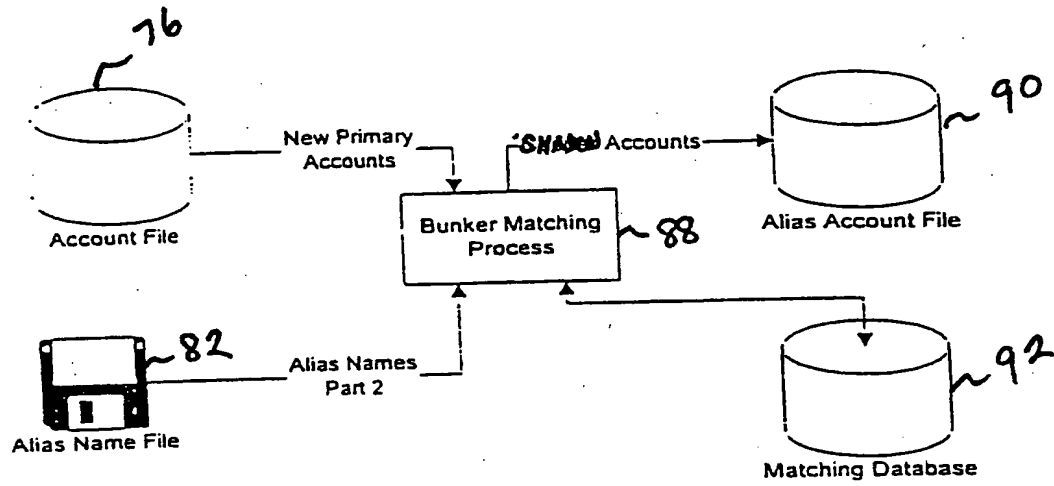 76
90
New Primary
Accounts
"SHADOW Accounts
Account File
Bunker Matching
Process
88
Alias Account File
82
Alias Names
Part 2
92
Alias Name File
Matching Database